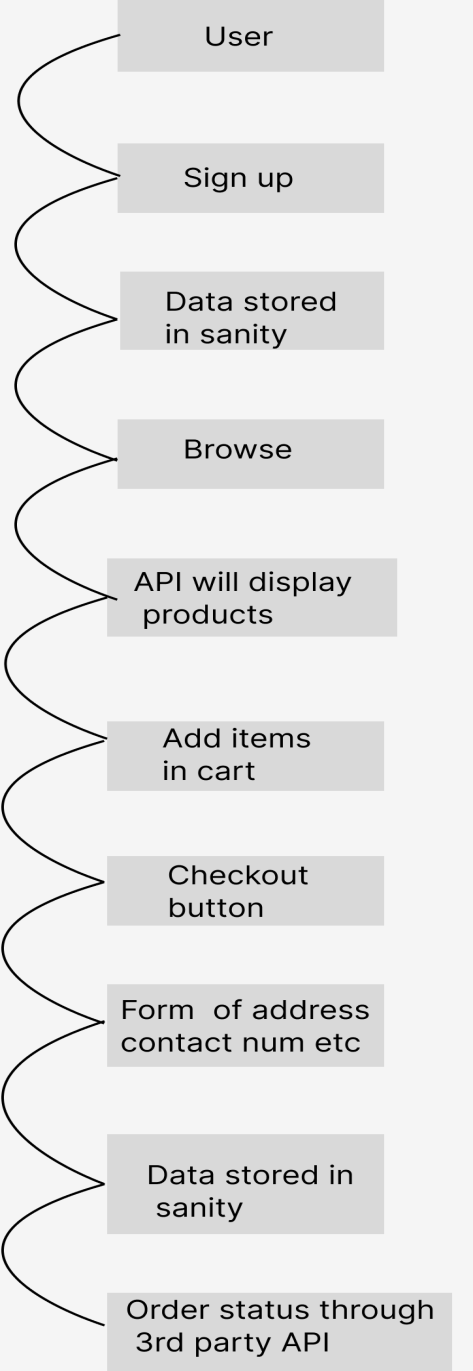 User
Sign up
Data stored
in sanity
Browse
API will display
products
Add items
in cart
Checkout
button
Form  of address
contact num etc
Data stored in
sanity
Order status through
3rd party API